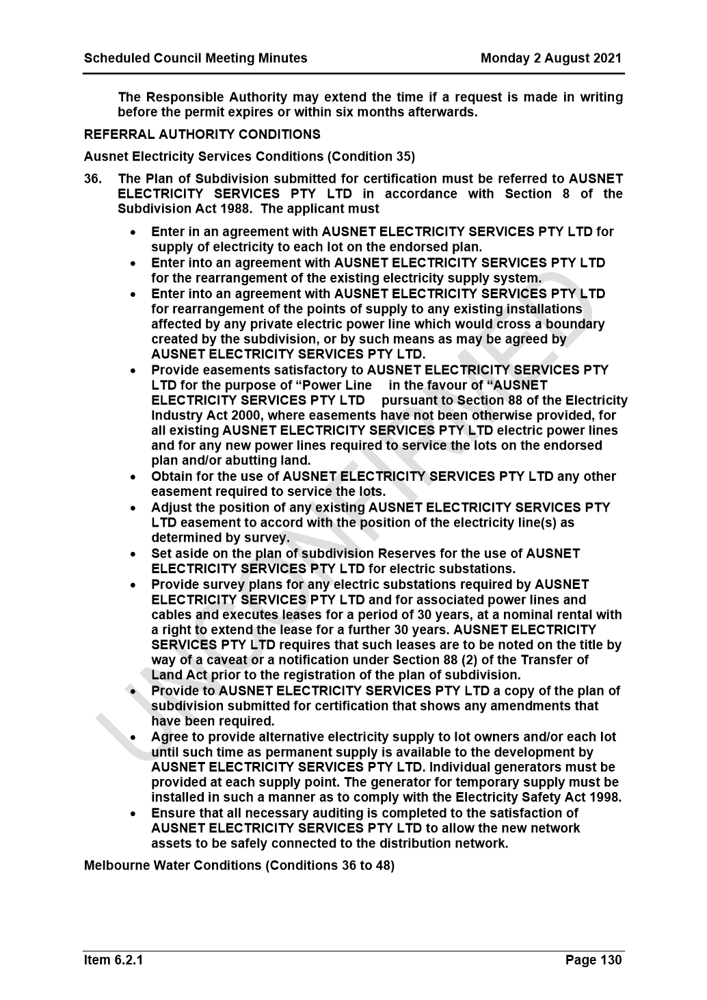 Scheduled Council Meeting Minutes Monday 2 August 2021
The Responsible Authority may extend the time if a request is made in writing
before the permit expires or within six months afterwards.
REFERRAL AUTHORITY CONDITIONS
Ausnet Electricity Services Conditions (Condition 35)
36. The Plan of Subdivision submitted for certification must be referred to AUSNET
ELECTRICITY SERVICES PTY LTD in accordance with Section 8 of the
Subdivision Act 1988. The applicant must
• Enter in an agreement with AUSNET ELECTRICITY SERVICES PTY LTD for
supply of electricity to each lot on the endorsed plan.
• Enter into an agreement with AUSNET ELECTRICITY SERVICES PTY LTD
for the rearrangement of the existing electricity supply system.
• Enter into an agreement with AUSNET ELECTRICITY SERVICES PTY LTD
for rearrangement of the points of supply to any existing installations
affected by any private electric power line which would cross a boundary
created by the subdivision, or by such means as may be agreed by
AUSNET ELECTRICITY SERVICES PTY LTD.
• Provide easements satisfactory to AUSNET ELECTRICITY SERVICES PTY
LTD for the purpose of “Power Line in the favour of “AUSNET
ELECTRICITY SERVICES PTY LTD pursuant to Section 88 of the Electricity
Industry Act 2000, where easements have not been otherwise provided, for
all existing AUSNET ELECTRICITY SERVICES PTY LTD electric power lines
and for any new power lines required to service the lots on the endorsed
plan and/or abutting land.
• Obtain for the use of AUSNET ELECTRICITY SERVICES PTY LTD any other
easement required to service the lots.
• Adjust the position of any existing AUSNET ELECTRICITY SERVICES PTY
LTD easement to accord with the position of the electricity line(s) as
determined by survey.
• Set aside on the plan of subdivision Reserves for the use of AUSNET
ELECTRICITY SERVICES PTY LTD for electric substations.
• Provide survey plans for any electric substations required by AUSNET
ELECTRICITY SERVICES PTY LTD and for associated power lines and
cables and executes leases for a period of 30 years, at a nominal rental with
a right to extend the lease for a further 30 years. AUSNET ELECTRICITY
SERVICES PTY LTD requires that such leases are to be noted on the title by
way of a caveat or a notification under Section 88 (2) of the Transfer of
Land Act prior to the registration of the plan of subdivision.
• Provide to AUSNET ELECTRICITY SERVICES PTY LTD a copy of the plan of
subdivision submitted for certification that shows any amendments that
have been required.
• Agree to provide alternative electricity supply to lot owners and/or each lot
until such time as permanent supply is available to the development by
AUSNET ELECTRICITY SERVICES PTY LTD. Individual generators must be
provided at each supply point. The generator for temporary supply must be
installed in such a manner as to comply with the Electricity Safety Act 1998.
• Ensure that all necessary auditing is completed to the satisfaction of
AUSNET ELECTRICITY SERVICES PTY LTD to allow the new network
assets to be safely connected to the distribution network.
Melbourne Water Conditions (Conditions 36 to 48)
UNCONFIRMED
Item 6.2.1 Page 130